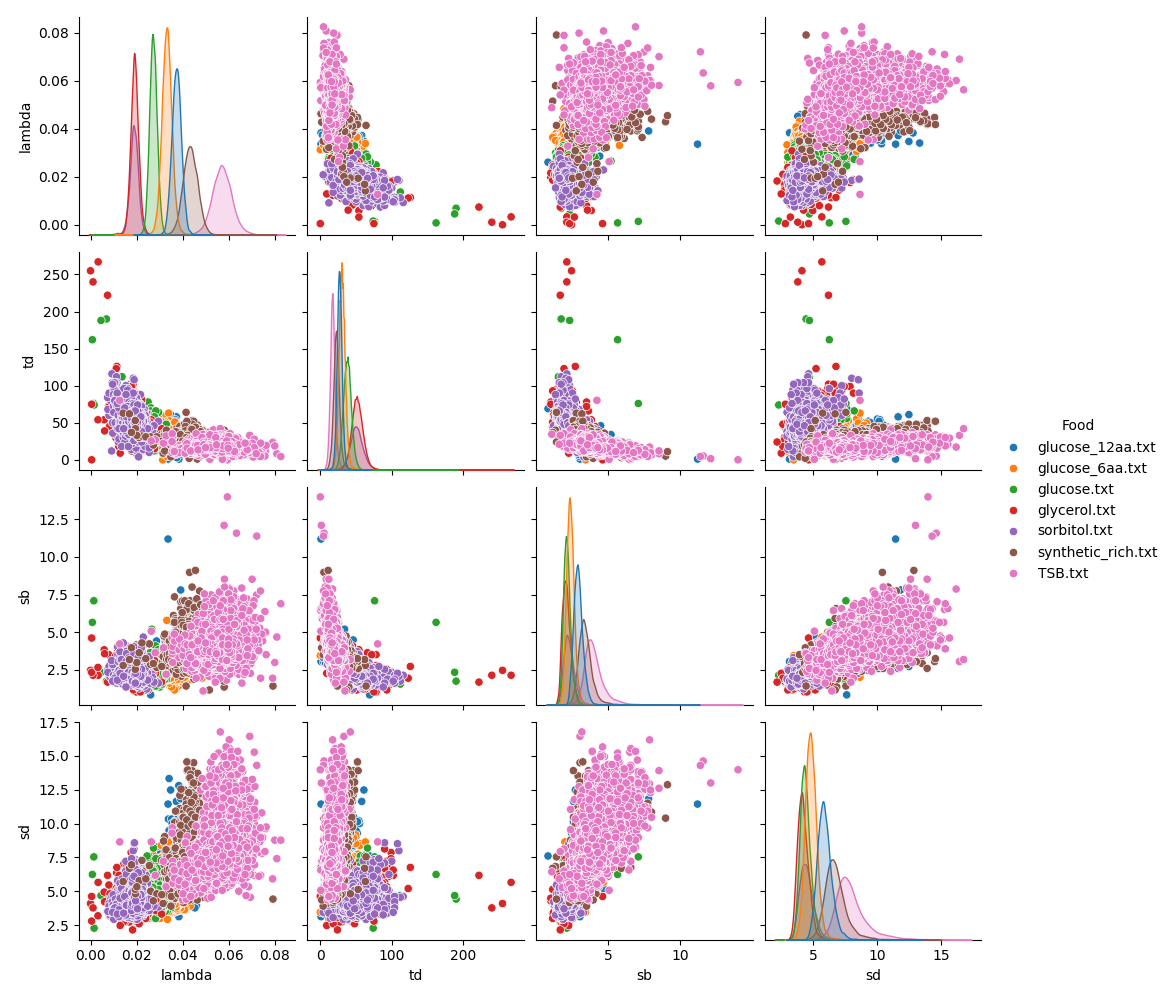 0.08
0.06
0.04
0.02
0.00
lambda
250
200
150
100
50
0
td
12.5
10.0
7.5
5.0
2.5
sb
17.5
15.0
12.5
10.0
7.5
5.0
2.5
sd
0.00 0.02 0.04 0.06 0.08
lambda
0 100 200
td
5 10
sb
5 10 15
sd
Food
glucose_12aa.txt
glucose_6aa.txt
glucose.txt
glycerol.txt
sorbitol.txt
synthetic_rich.txt
TSB.txt